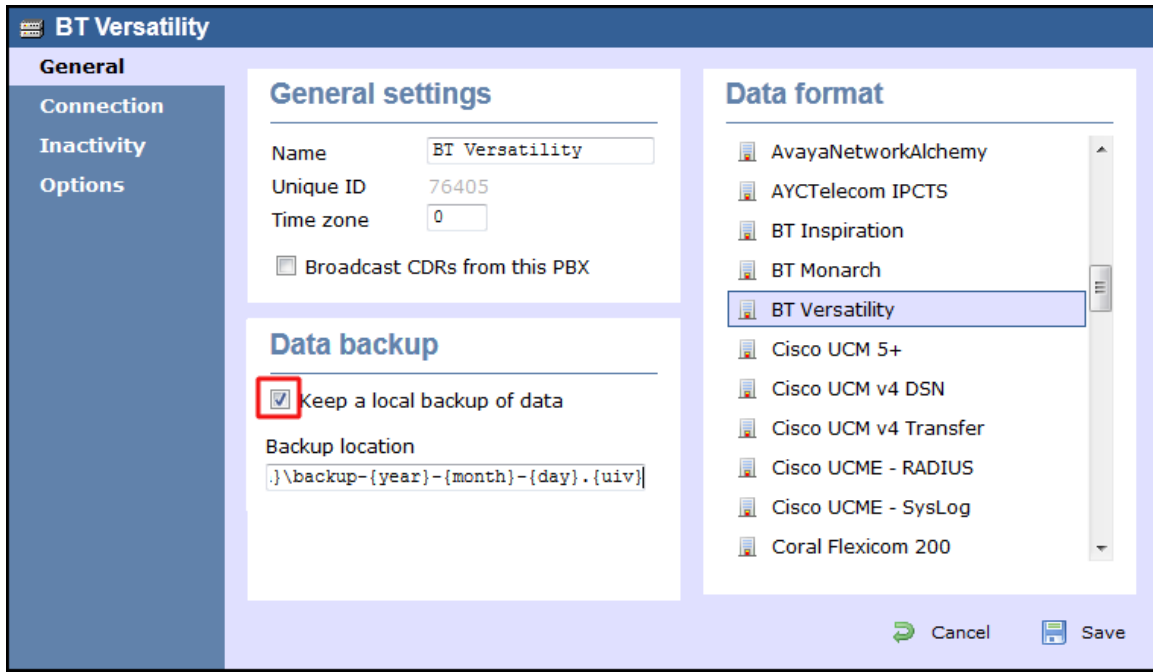 BT Versatility
General
Connection
Inactivity
Options
General settings
Name BT Versatility
Unique ID 76405
Time zone 0
Broadcast CDRs from this PBX
Data backup
Keep a local backup of data
Backup location
.}\backup-{year}-{month}-{day}.{uiv}
Data format
AvayaNetworkAlchemy
AYCTelecom IPCTS
BT Inspiration
BT Monarch
BT Versatility
Cisco UCM 5+
Cisco UCM v4 DSN
Cisco UCM v4 Transfer
Cisco UCME - RADIUS
Cisco UCME - SysLog
Coral Flexicom 200
Cancel Save